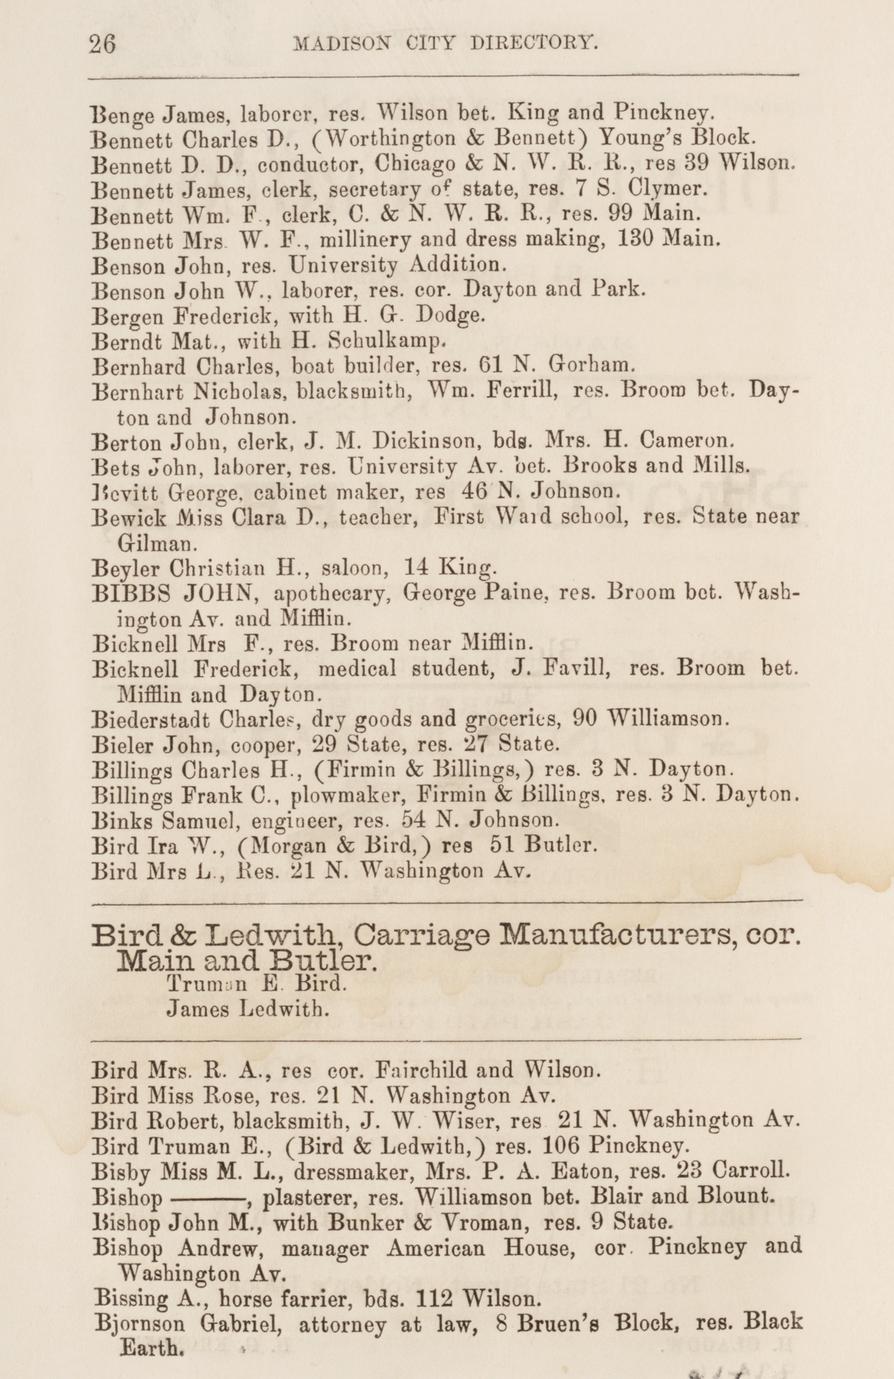 26 MADISON CITY DIRECTORY.
Benge James, laborer, res. Wilson bet. King and Pinckney.
Bennett Charles D., (Worthington & Bennett) Young's Block.
Bennett D. D., conductor, Chicago & N. W. R. R., res 39 Wilson.
Bennett James, clerk, secretary of state, res. 7 S. Clymer.
Bennett Wm. F., clerk, C. & N. W. R. R., res. 99 Main.
Bennett Mrs. W. F., millinery and dress making, 130 Main.
Benson John, res. University Addition.
Benson John W., laborer, res. cor. Dayton and Park.
Bergen Frederick, with H. G. Dodge.
Berndt Mat., with H. Schulkamp.
Bernhard Charles, boat builder, res. 61 N. Gorham.
Bernhart Nicholas, blacksmith, Wm. Ferrill, res. Broom bet. Day-
ton and Johnson.
Berton John, clerk, J. M. Dickinson, bds. Mrs. H. Cameron.
Bets John, laborer, res. University Av. bet. Brooks and Mills.
Bevitt George, cabinet maker, res 46 N. Johnson.
Bewick Miss Clara D., teacher, First Ward school, res. State near
Gilman.
Beyler Christian H., saloon, 14 King.
BIBBS JOHN, apothecary, George Paine, res. Broom bet. Wash-
ington Av. and Mifflin.
Bicknell Mrs F., res. Broom near Mifflin.
Bicknell Frederick, medical student, J. Favill, res. Broom bet.
Mifflin and Dayton.
Biederstadt Charles, dry goods and groceries, 90 Williamson.
Bieler John, cooper, 29 State, res. 27 State.
Billings Charles H., (Firmin & Billings,) res. 3 N. Dayton.
Billings Frank C., plowmaker, Firmin & Billings, res. 3 N. Dayton.
Binks Samuel, engineer, res. 54 N. Johnson.
Bird Ira W., (Morgan & Bird,) res 51 Butler.
Bird Mrs L., Res. 21 N. Washington Av.
Bird & Ledwith, Carriage Manufacturers, cor.
Main and Butler.
Truman E. Bird.
James Ledwith.
Bird Mrs. R. A., res cor. Fairchild and Wilson.
Bird Miss Rose, res. 21 N. Washington Av.
Bird Robert, blacksmith, J. W. Wiser, res 21 N. Washington Av.
Bird Truman E., (Bird & Ledwith,) res. 106 Pinckney.
Bisby Miss M. L., dressmaker, Mrs. P. A. Eaton, res. 23 Carroll.
Bishop ———, plasterer, res. Williamson bet. Blair and Blount.
Bishop John M., with Bunker & Vroman, res. 9 State.
Bishop Andrew, manager American House, cor. Pinckney and
Washington Av.
Bissing A., horse farrier, bds. 112 Wilson.
Bjornson Gabriel, attorney at law, 8 Bruen's Block, res. Black
Earth.